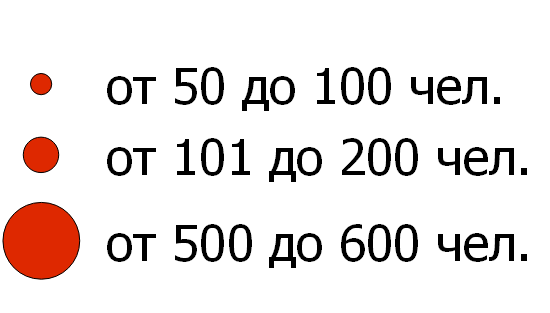 от 50 до 100 чел.
от 101 до 200 чел.
от 500 до 600 чел.